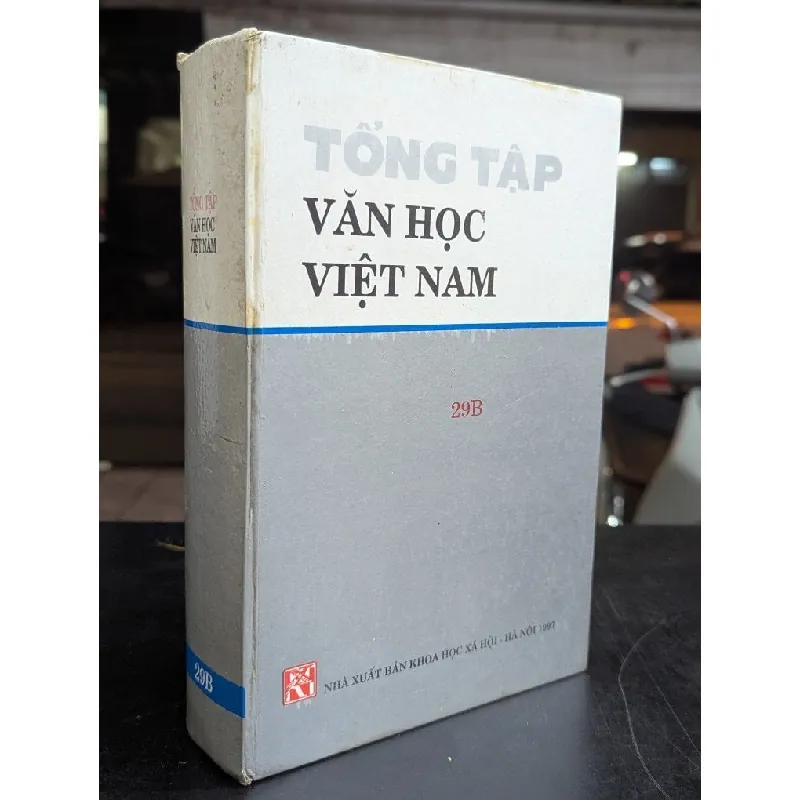 TỔNG TẬP
VĂN HỌC
VIỆT NAM
29B
NHÀ XUẤT BẢN KHOA HỌC XÃ HỘI - HÀ NỘI 1997
TỔNG TẬP
VĂN HỌC
VIỆT NAM
29B